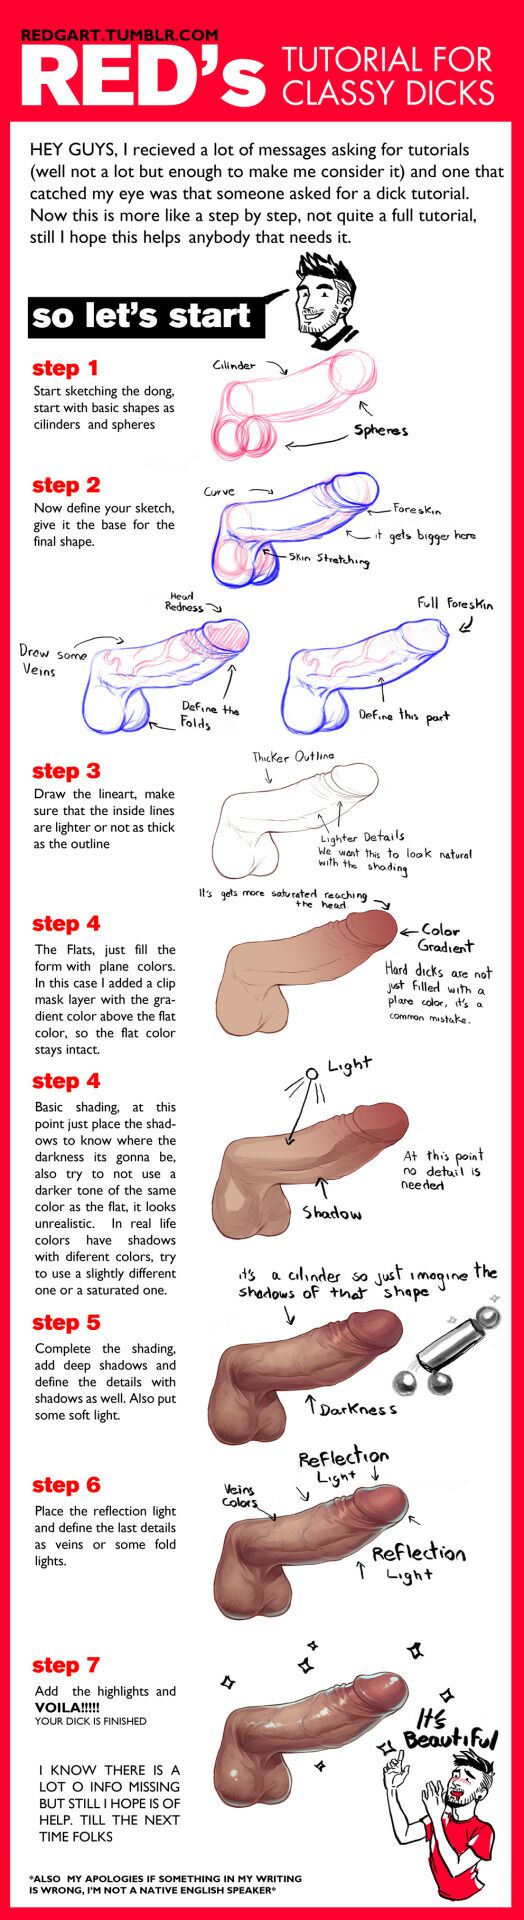 REDGART.TUMBLR.COM
RED's
TUTORIAL FOR
CLASSY DICKS
HEY GUYS, I recieved a lot of messages asking for tutorials
(well not a lot but enough to make me consider it) and one that
catched my eye was that someone asked for a dick tutorial.
Now this is more like a step by step, not quite a full tutorial,
still I hope this helps anybody that needs it.
so let's start
step 1
Start sketching the dong,
start with basic shapes as
cilinders and spheres
Cilinder
Spheres
step 2
Now define your sketch,
give it the base for the
final shape.
Curve
Foreskin
it gets bigger here
Skin Stretching
Head
Redness
Draw some
Veins
Define the
Folds
Full Foreskin
Define this part
step 3
Draw the lineart, make
sure that the inside lines
are lighter or not as thick
as the outline
Thicker Outline
Lighter Details
We want this to look natural
with the shading
step 4
The Flats, just fill the
form with plane colors.
In this case I added a clip
mask layer with the gra-
dient color above the flat
color, so the flat color
stays intact.
It's gets more saturated reaching
the head
Color
Gradient
Hard dicks are not
just filled with a
plane color, it's a
common mistake.
step 4
Basic shading, at this
point just place the shad-
ows to know where the
darkness its gonna be,
also try to not use a
darker tone of the same
color as the flat, it looks
unrealistic. In real life
colors have shadows
with diferent colors, try
to use a slightly different
one or a saturated one.
Light
Shadow
At this point
no detail is
needed
step 5
Complete the shading,
add deep shadows and
define the details with
shadows as well. Also put
some soft light.
it's a cilinder so just imagine the
shadows of that shape
Darkness
step 6
Place the reflection light
and define the last details
as veins or some fold
lights.
Veins
Colors
Reflection
Light
Reflection
Light
step 7
Add the highlights and
VOILA!!!!!
YOUR DICK IS FINISHED
It's
Beautiful
I KNOW THERE IS A
LOT O INFO MISSING
BUT STILL I HOPE IS OF
HELP. TILL THE NEXT
TIME FOLKS
*ALSO MY APOLOGIES IF SOMETHING IN MY WRITING
IS WRONG, I'M NOT A NATIVE ENGLISH SPEAKER*